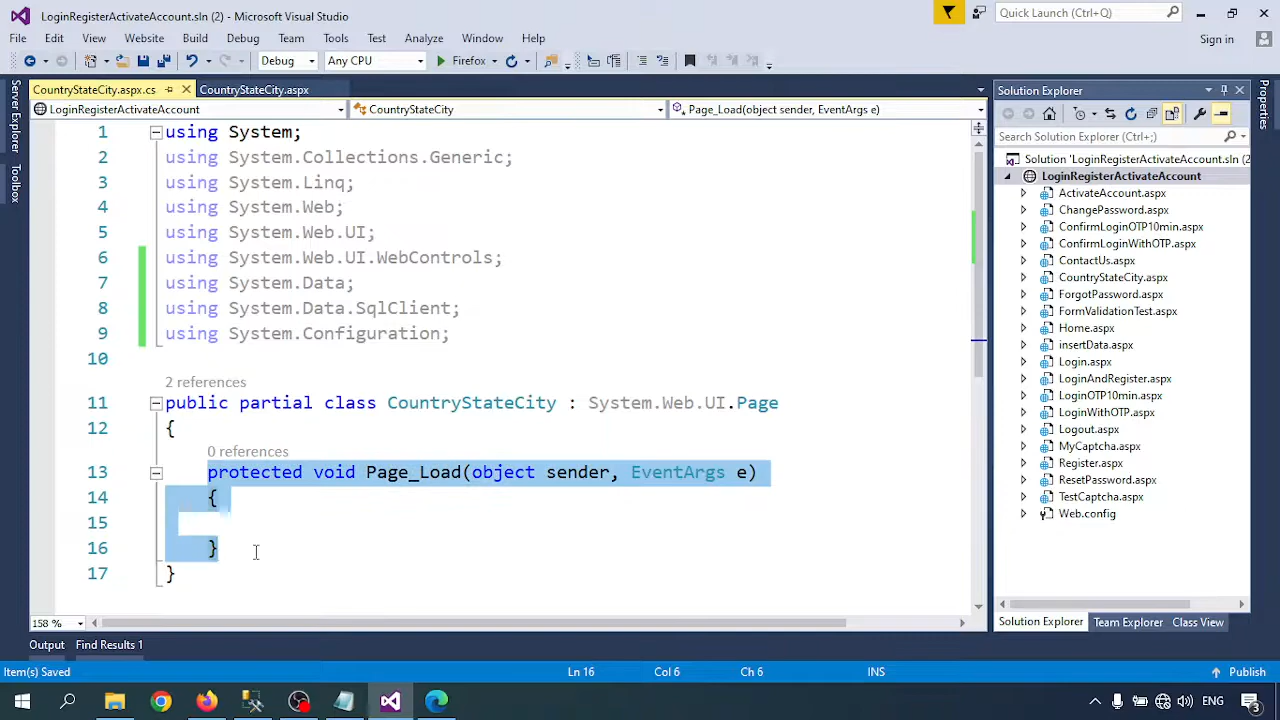 LoginRegisterActivateAccount.sln (2) - Microsoft Visual Studio
Quick Launch (Ctrl+Q)
File Edit View Website Build Debug Team Tools Test Analyze Window Help
Sign in
Debug Any CPU Firefox
CountryStateCity.aspx.cs CountryStateCity.aspx
LoginRegisterActivateAccount CountryStateCity Page_Load(object sender, EventArgs e)
Server Explorer
Toolbox
1 using System;
2 using System.Collections.Generic;
3 using System.Linq;
4 using System.Web;
5 using System.Web.UI;
6 using System.Web.UI.WebControls;
7 using System.Data;
8 using System.Data.SqlClient;
9 using System.Configuration;
10
2 references
11 public partial class CountryStateCity : System.Web.UI.Page
12 {
0 references
13 protected void Page_Load(object sender, EventArgs e)
14 {
15
16 }
17 }
158 %
Solution Explorer
Search Solution Explorer (Ctrl+;)
Solution 'LoginRegisterActivateAccount.sln (2
LoginRegisterActivateAccount
ActivateAccount.aspx
ChangePassword.aspx
ConfirmLoginOTP10min.aspx
ConfirmLoginWithOTP.aspx
ContactUs.aspx
CountryStateCity.aspx
ForgotPassword.aspx
FormValidationTest.aspx
Home.aspx
insertData.aspx
Login.aspx
LoginAndRegister.aspx
LoginOTP10min.aspx
LoginWithOTP.aspx
Logout.aspx
MyCaptcha.aspx
Register.aspx
ResetPassword.aspx
TestCaptcha.aspx
Web.config
Solution Explorer Team Explorer Class View
Properties
Output Find Results 1
Item(s) Saved Ln 16 Col 6 Ch 6 INS Publish
ENG 3